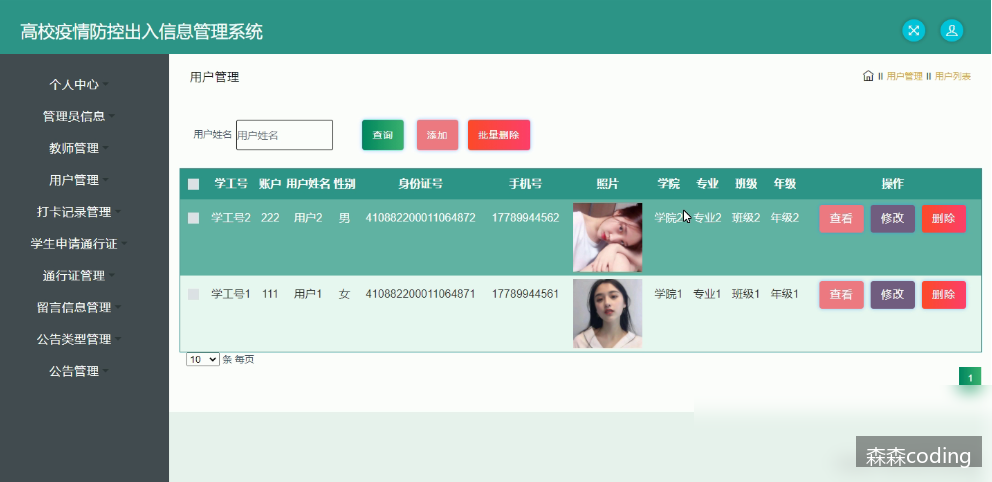 高校疫情防控出入信息管理系统
个人中心
管理员信息
教师管理
用户管理
打卡记录管理
学生申请通行证
通行证管理
留言信息管理
公告类型管理
公告管理
用户管理
用户管理 用户列表
用户姓名 用户姓名 查询 添加 批量删除
学工号 账户 用户姓名 性别 身份证号 手机号 照片 学院 专业 班级 年级 操作
学工号2 222 用户2 男 410882200011064872 17789944562 学院2 专业2 班级2 年级2 查看 修改 删除
学工号1 111 用户1 女 410882200011064871 17789944561 学院1 专业1 班级1 年级1 查看 修改 删除
10 条 每页
1
森森coding